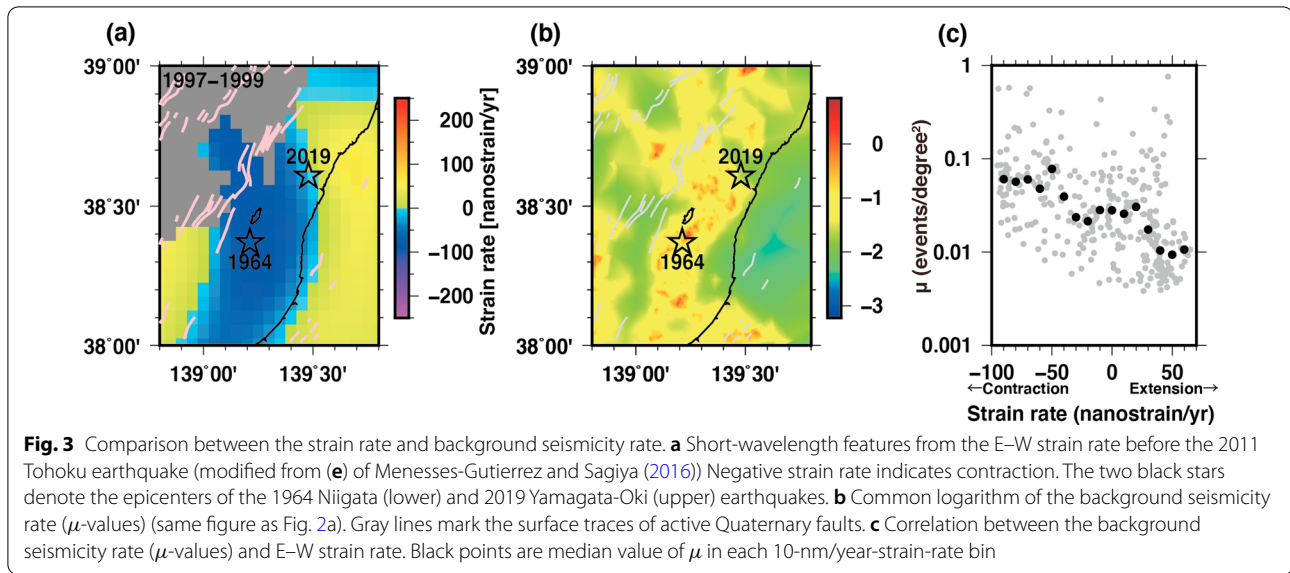 (a)
39°00'
1997−1999
2019
38°30'
1964
38°00'
139°00'
139°30'
200
100
50
0
−50
−100
−200
Strain rate [nanostrain/yr]
(b)
39°00'
2019
38°30'
1964
38°00'
139°00'
139°30'
0
−1
−2
−3
(c)
1
0.1
0.01
0.001
μ (events/degree²)
−100
−50
0
50
←Contraction
Extension→
Strain rate (nanostrain/yr)
Fig. 3 Comparison between the strain rate and background seismicity rate. a Short-wavelength features from the E–W strain rate before the 2011
Tohoku earthquake (modified from (e) of Menesses-Gutierrez and Sagiya (2016)) Negative strain rate indicates contraction. The two black stars
denote the epicenters of the 1964 Niigata (lower) and 2019 Yamagata-Oki (upper) earthquakes. b Common logarithm of the background seismicity
rate (μ-values) (same figure as Fig. 2a). Gray lines mark the surface traces of active Quaternary faults. c Correlation between the background
seismicity rate (μ-values) and E–W strain rate. Black points are median value of μ in each 10-nm/year-strain-rate bin